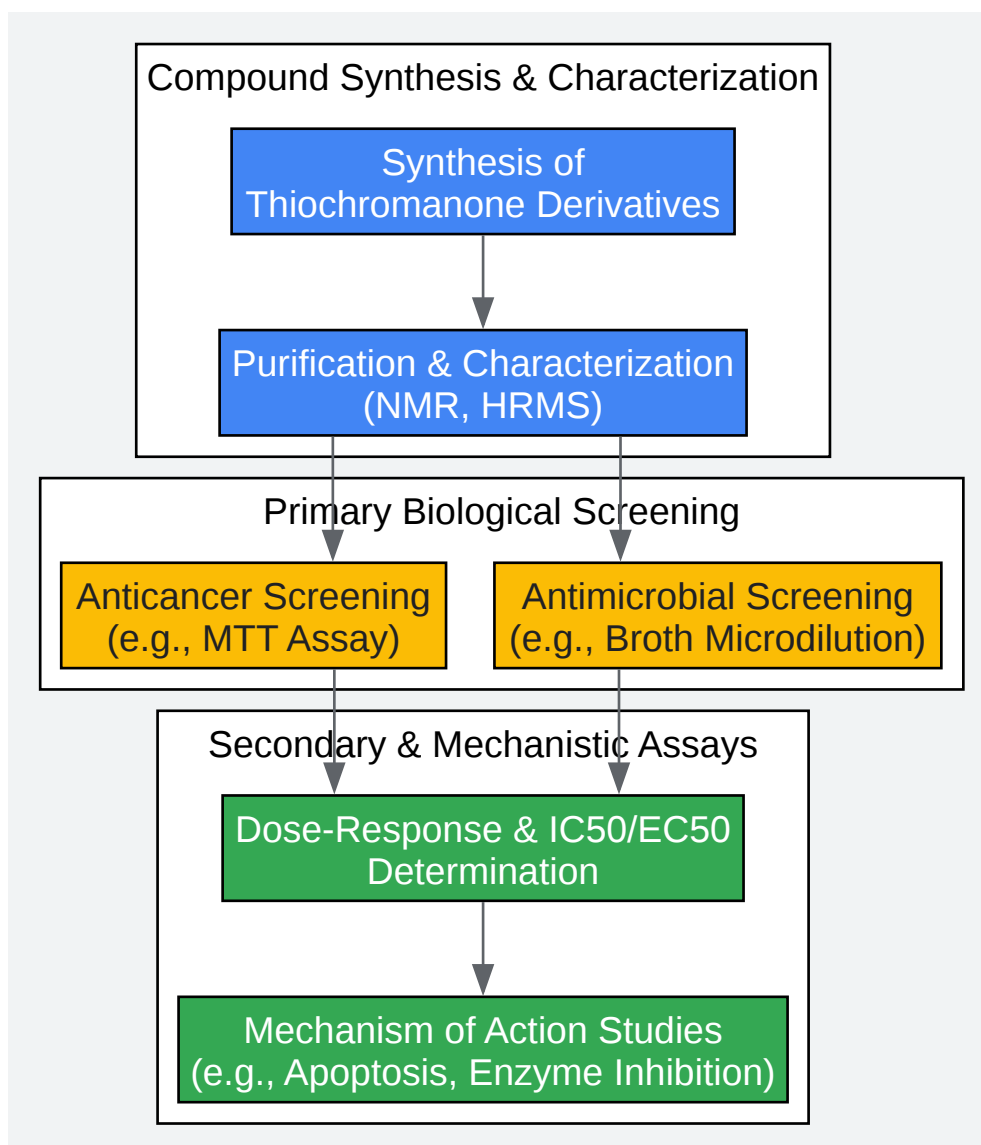 Compound Synthesis & Characterization
Synthesis of
Thiochromanone Derivatives
Purification & Characterization
(NMR, HRMS)
Primary Biological Screening
Anticancer Screening
(e.g., MTT Assay)
Antimicrobial Screening
(e.g., Broth Microdilution)
Secondary & Mechanistic Assays
Dose-Response & IC50/EC50
Determination
Mechanism of Action Studies
(e.g., Apoptosis, Enzyme Inhibition)